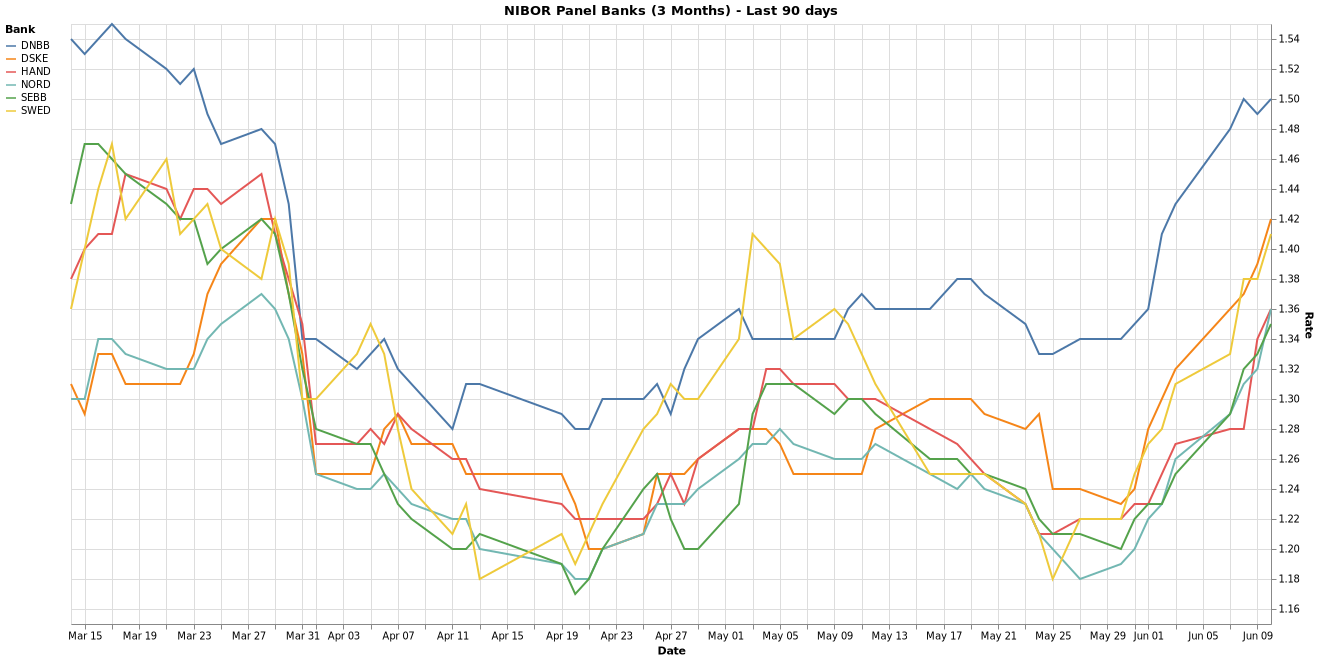 NIBOR Panel Banks (3 Months) - Last 90 days
Bank
DNBB
DSKE
HAND
NORD
SEBB
SWED
1.54
1.52
1.50
1.48
1.46
1.44
1.42
1.40
1.38
1.36
1.34
1.32
1.30
1.28
1.26
1.24
1.22
1.20
1.18
1.16
Rate
Mar 15 Mar 19 Mar 23 Mar 27 Mar 31 Apr 03 Apr 07 Apr 11 Apr 15 Apr 19 Apr 23 Apr 27 May 01 May 05 May 09 May 13 May 17 May 21 May 25 May 29 Jun 01 Jun 05 Jun 09
Date